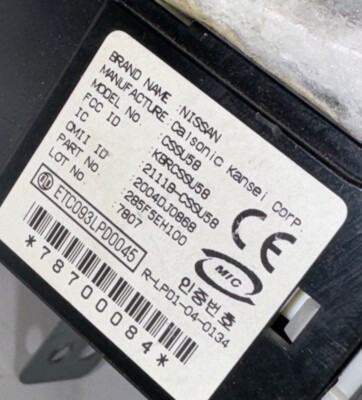 BRAND NAME : NISSAN
MANUFACTURE : Calsonic Kansei Corp.
MODEL NO. : CSSU58
FCC ID : KBRCSSU58
IC : 2111B-CSSU58
CMII ID : 2004DJ0868
PART NO. : 285F5EH100
LOT NO. : 7807
ETC093LPD0045
CE
MIC
R-LPD1-04-0134
인증번호
*78700084*